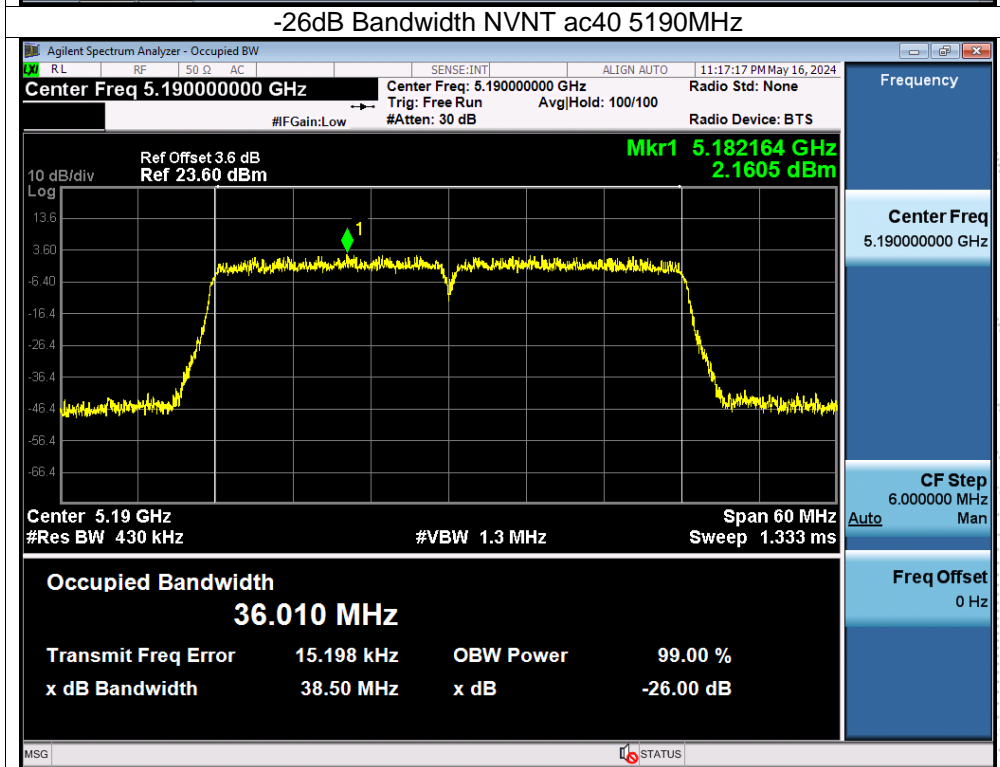 -26dB Bandwidth NVNT ac40 5190MHz
Agilent Spectrum Analyzer - Occupied BW
LXI RL RF 50 Ω AC SENSE:INT ALIGN AUTO 11:17:17 PM May 16, 2024
Center Freq 5.190000000 GHz
Center Freq: 5.190000000 GHz Radio Std: None
Trig: Free Run Avg|Hold: 100/100
#IFGain:Low #Atten: 30 dB Radio Device: BTS
Frequency
Mkr1 5.182164 GHz
2.1605 dBm
Ref Offset 3.6 dB
10 dB/div Ref 23.60 dBm
Log
13.6
3.60
-6.40
-16.4
-26.4
-36.4
-46.4
-56.4
-66.4
1
Center 5.19 GHz Span 60 MHz
#Res BW 430 kHz #VBW 1.3 MHz Sweep 1.333 ms
Center Freq
5.190000000 GHz
CF Step
6.000000 MHz
Auto Man
Freq Offset
0 Hz
Occupied Bandwidth
36.010 MHz
Transmit Freq Error 15.198 kHz OBW Power 99.00 %
x dB Bandwidth 38.50 MHz x dB -26.00 dB
MSG STATUS